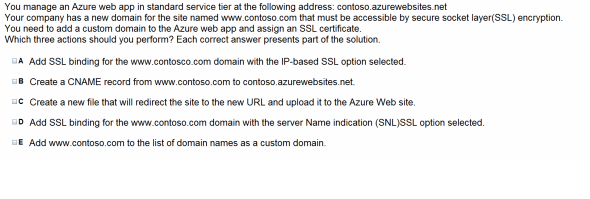 You manage an Azure web app in standard service tier at the following address: contoso.azurewebsites.net
Your company has a new domain for the site named www.contoso.com that must be accessible by secure socket layer(SSL) encryption.
You need to add a custom domain to the Azure web app and assign an SSL certificate.
Which three actions should you perform? Each correct answer presents part of the solution.
A Add SSL binding for the www.contosco.com domain with the IP-based SSL option selected.
B Create a CNAME record from www.contoso.com to contoso.azurewebsites.net.
C Create a new file that will redirect the site to the new URL and upload it to the Azure Web site.
D Add SSL binding for the www.contoso.com domain with the server Name indication (SNL)SSL option selected.
E Add www.contoso.com to the list of domain names as a custom domain.